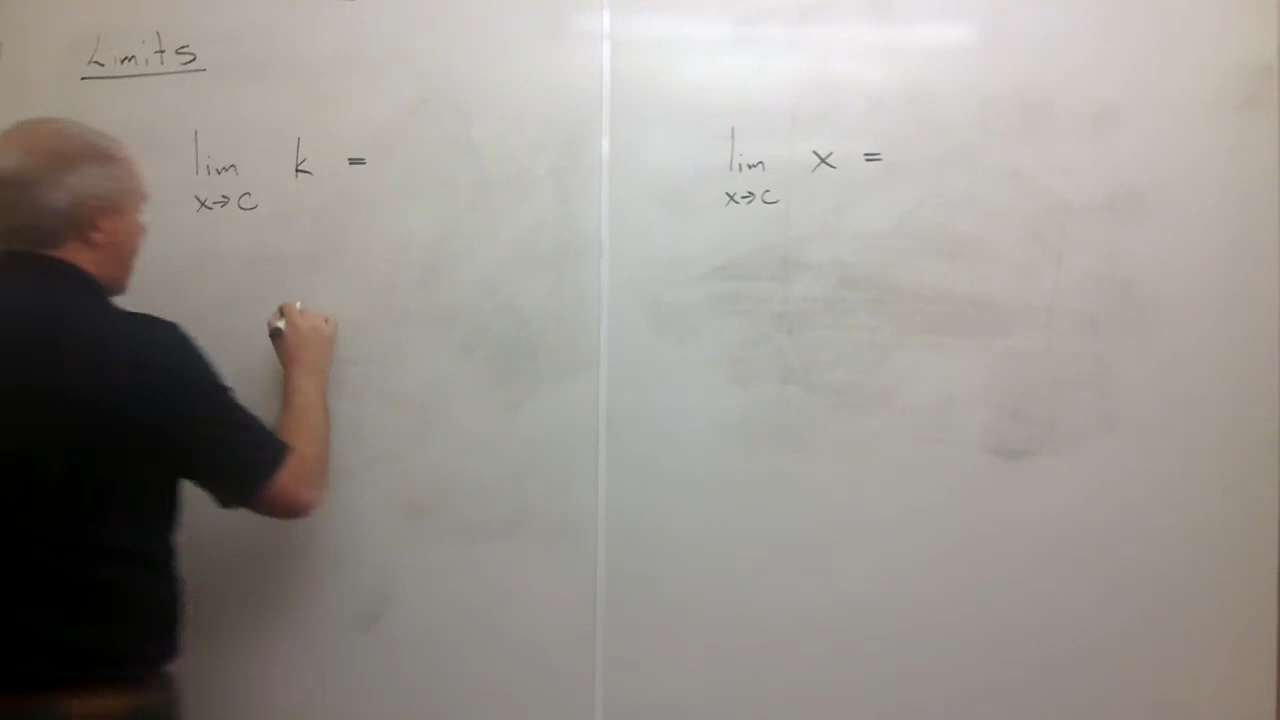 Limits
lim k =
x→c
lim x =
x→c